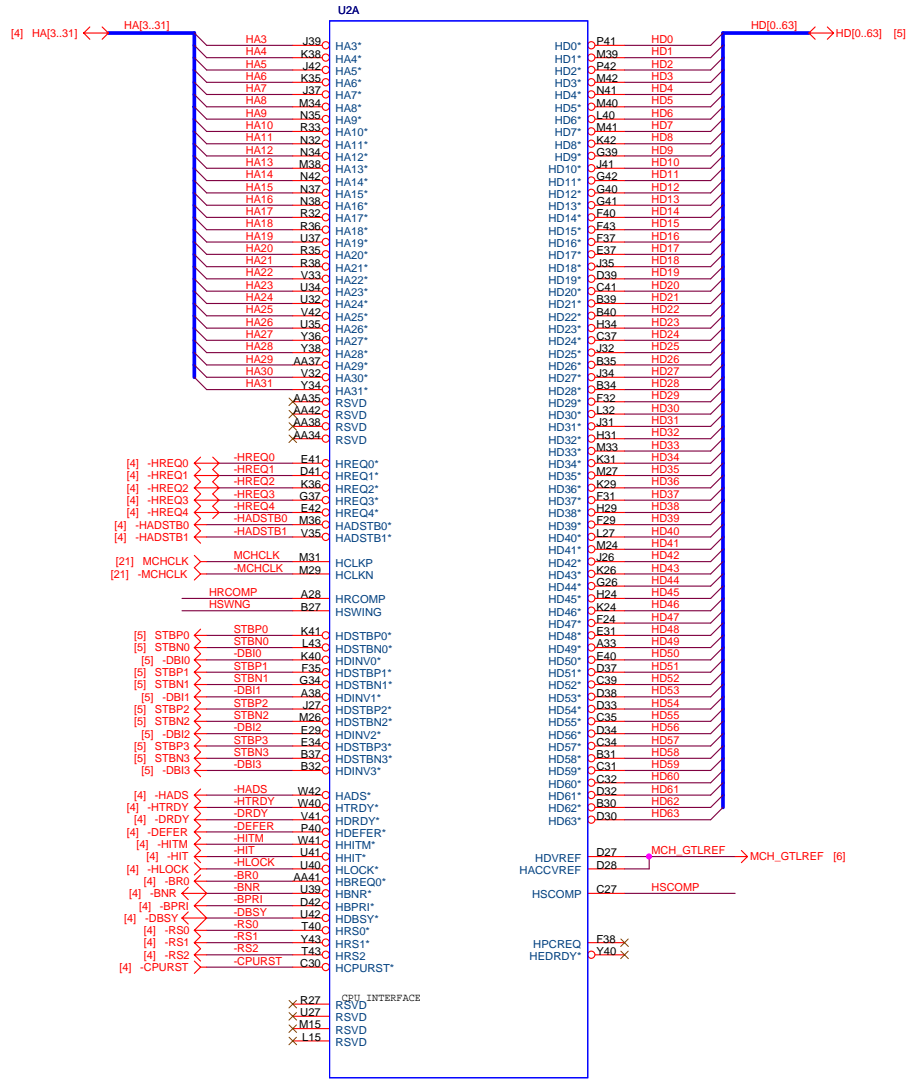 U2A
[4] HA[3..31] HA[3..31] HD[0..63] HD[0..63] [5]
HA3 J39 HA3* HD0* P41 HD0
HA4 K38 HA4* HD1* M39 HD1
HA5 J42 HA5* HD2* P42 HD2
HA6 K35 HA6* HD3* M42 HD3
HA7 J37 HA7* HD4* N41 HD4
HA8 M34 HA8* HD5* M40 HD5
HA9 N35 HA9* HD6* L40 HD6
HA10 R33 HA10* HD7* M41 HD7
HA11 N32 HA11* HD8* K42 HD8
HA12 N34 HA12* HD9* G39 HD9
HA13 M38 HA13* HD10* J41 HD10
HA14 N42 HA14* HD11* G42 HD11
HA15 N37 HA15* HD12* G40 HD12
HA16 N38 HA16* HD13* G41 HD13
HA17 R32 HA17* HD14* F40 HD14
HA18 R36 HA18* HD15* F43 HD15
HA19 U37 HA19* HD16* F37 HD16
HA20 R35 HA20* HD17* E37 HD17
HA21 R38 HA21* HD18* J35 HD18
HA22 V33 HA22* HD19* D39 HD19
HA23 U34 HA23* HD20* C41 HD20
HA24 U32 HA24* HD21* B39 HD21
HA25 V42 HA25* HD22* B40 HD22
HA26 U35 HA26* HD23* H34 HD23
HA27 Y36 HA27* HD24* C37 HD24
HA28 Y38 HA28* HD25* J32 HD25
HA29 AA37 HA29* HD26* B35 HD26
HA30 V32 HA30* HD27* J34 HD27
HA31 Y34 HA31* HD28* B34 HD28
AA35 RSVD HD29* F32 HD29
AA42 RSVD HD30* L32 HD30
AA38 RSVD HD31* J31 HD31
AA34 RSVD HD32* H31 HD32
HD33* M33 HD33
[4] -HREQ0 -HREQ0 E41 HREQ0* HD34* K31 HD34
[4] -HREQ1 -HREQ1 D41 HREQ1* HD35* M27 HD35
[4] -HREQ2 -HREQ2 K36 HREQ2* HD36* K29 HD36
[4] -HREQ3 -HREQ3 G37 HREQ3* HD37* F31 HD37
[4] -HREQ4 -HREQ4 E42 HREQ4* HD38* H29 HD38
[4] -HADSTB0 -HADSTB0 M36 HADSTB0* HD39* F29 HD39
[4] -HADSTB1 -HADSTB1 V35 HADSTB1* HD40* L27 HD40
HD41* M24 HD41
[21] MCHCLK MCHCLK M31 HCLKP HD42* J26 HD42
[21] -MCHCLK -MCHCLK M29 HCLKN HD43* K26 HD43
HD44* G26 HD44
HRCOMP A28 HRCOMP HD45* H24 HD45
HSWNG B27 HSWING HD46* K24 HD46
HD47* F24 HD47
[5] STBP0 STBP0 K41 HDSTBP0* HD48* E31 HD48
[5] STBN0 STBN0 L43 HDSTBN0* HD49* A33 HD49
[5] -DBI0 -DBI0 K40 HDINV0* HD50* E40 HD50
[5] STBP1 STBP1 F35 HDSTBP1* HD51* D37 HD51
[5] STBN1 STBN1 G34 HDSTBN1* HD52* C39 HD52
[5] -DBI1 -DBI1 A38 HDINV1* HD53* D38 HD53
[5] STBP2 STBP2 J27 HDSTBP2* HD54* D33 HD54
[5] STBN2 STBN2 M26 HDSTBN2* HD55* C35 HD55
[5] -DBI2 -DBI2 E29 HDINV2* HD56* D34 HD56
[5] STBP3 STBP3 E34 HDSTBP3* HD57* C34 HD57
[5] STBN3 STBN3 B37 HDSTBN3* HD58* B31 HD58
[5] -DBI3 -DBI3 B32 HDINV3* HD59* C31 HD59
HD60* C32 HD60
[4] -HADS -HADS W42 HADS* HD61* D32 HD61
[4] -HTRDY -HTRDY W40 HTRDY* HD62* B30 HD62
[4] -DRDY -DRDY V41 HDRDY* HD63* D30 HD63
[4] -DEFER -DEFER P40 HDEFER*
[4] -HITM -HITM W41 HHITM*
[4] -HIT -HIT U41 HHIT* HDVREF D27 MCH_GTLREF MCH_GTLREF [6]
[4] -HLOCK -HLOCK U40 HLOCK* HACCVREF D28
[4] -BR0 -BR0 AA41 HBREQ0*
[4] -BNR -BNR U39 HBNR* HSCOMP C27 HSCOMP
[4] -BPRI -BPRI D42 HBPRI*
[4] -DBSY -DBSY U42 HDBSY*
[4] -RS0 -RS0 T40 HRS0*
[4] -RS1 -RS1 Y43 HRS1* HPCREQ F38
[4] -RS2 -RS2 T43 HRS2 HEDRDY* Y40
[4] -CPURST -CPURST C30 HCPURST*
CPU_INTERFACE
R27 RSVD
U27 RSVD
M15 RSVD
L15 RSVD